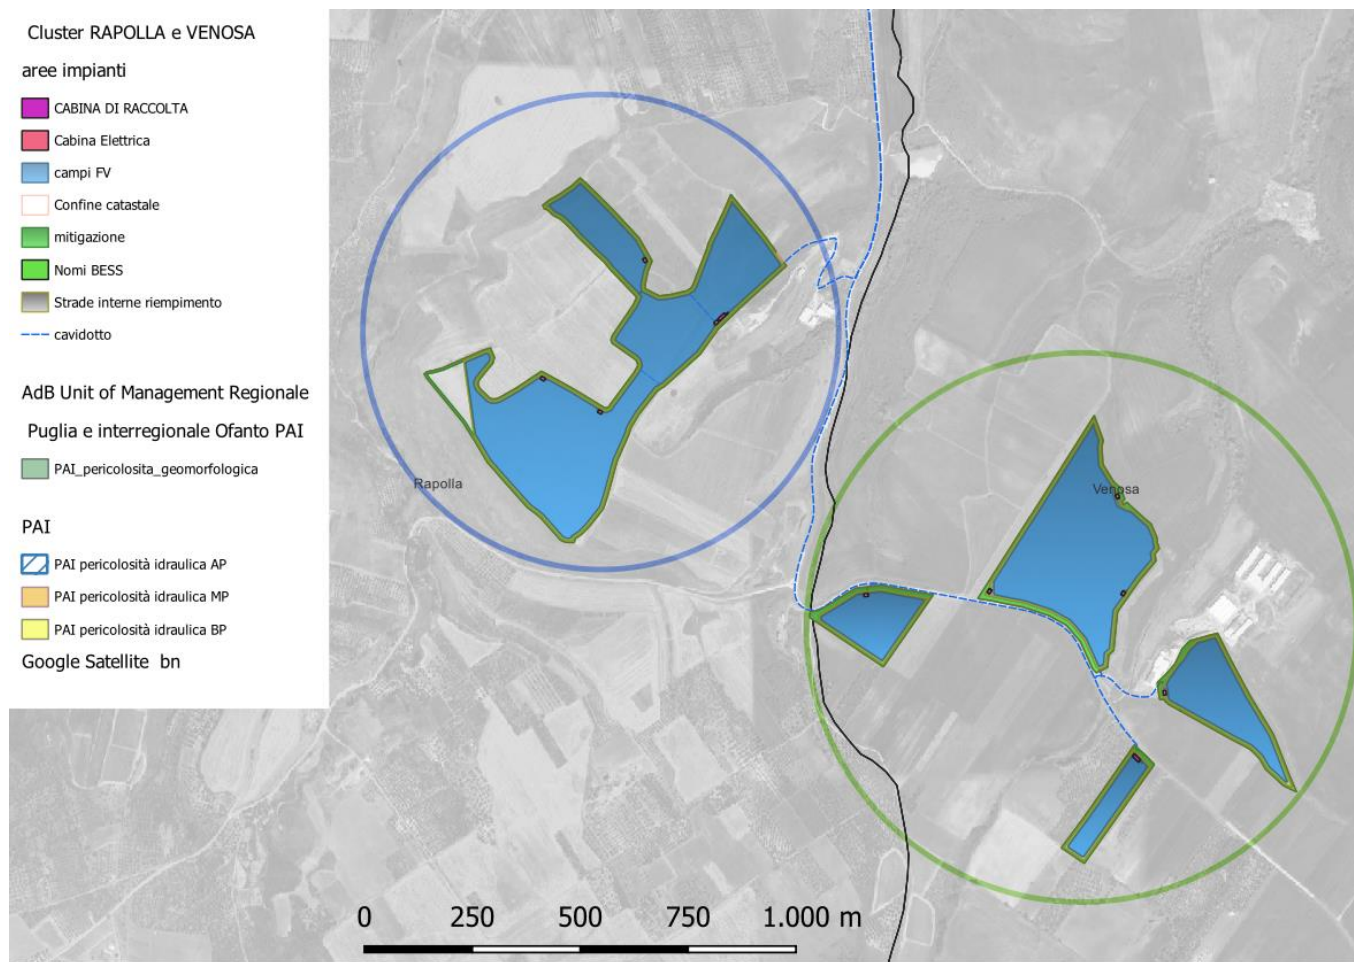 Cluster RAPOLLA e VENOSA
aree impianti
CABINA DI RACCOLTA
Cabina Elettrica
campi FV
Confine catastale
mitigazione
Nomi BESS
Strade interne riempimento
cavidotto
AdB Unit of Management Regionale
Puglia e interregionale Ofanto PAI
PAI_pericolosita_geomorfologica
PAI
PAI pericolosità idraulica AP
PAI pericolosità idraulica MP
PAI pericolosità idraulica BP
Google Satellite bn
Rapolla
Venosa
0 250 500 750 1.000 m